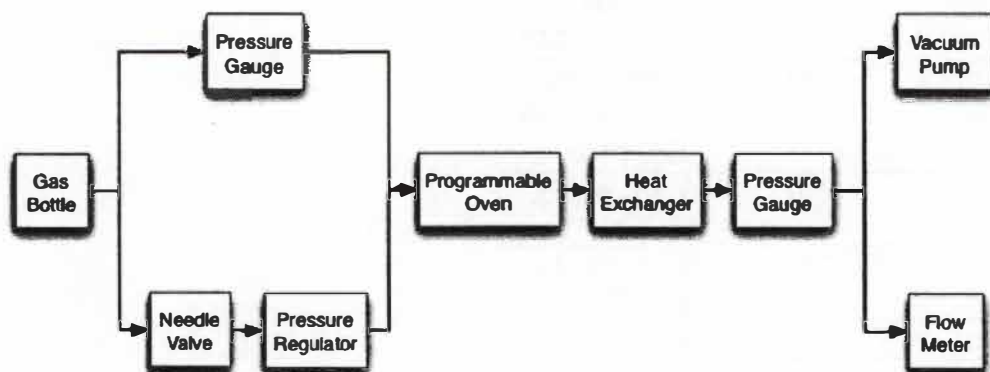 Pressure
Gauge
Vacuum
Pump
Gas
Bottle
Programmable
Oven
Heat
Exchanger
Pressure
Gauge
Needle
Valve
Pressure
Regulator
Flow
Meter